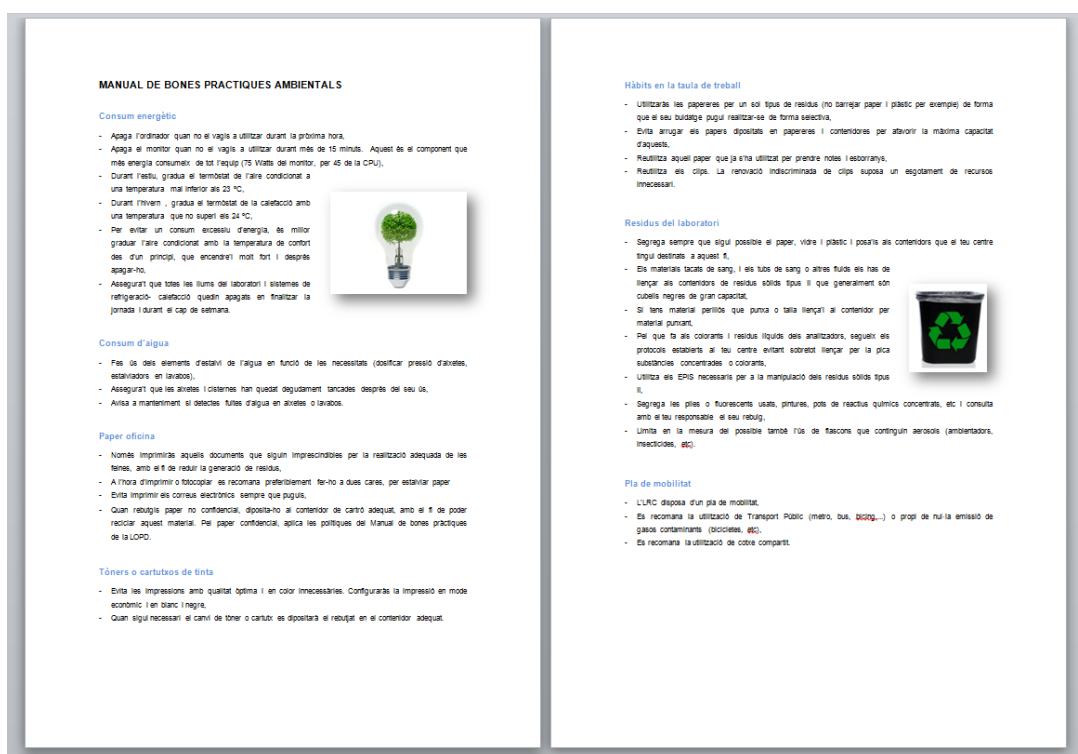 MANUAL DE BONES PRACTIQUES AMBIENTALS
Consum energètic
- Apaga l'ordinador quan no el vagis a utilitzar durant la pròxima hora,
- Apaga el monitor quan no el vagis a utilitzar durant més de 15 minuts. Aquest és el component que
més energia consumeix de tot l'equip (75 Watts del monitor, per 45 de la CPU),
- Durant l'estiu, gradua el termòstat de l'aire condicionat a
una temperatura mai inferior als 23 ºC,
- Durant l'hivern , gradua el termòstat de la calefacció amb
una temperatura que no superi els 24 ºC,
- Per evitar un consum excessiu d'energia, és millor
graduar l'aire condicionat amb la temperatura de confort
des d'un principi, que encendre'l molt fort i després
apagar-ho,
- Assegura't que totes les llums del laboratori i sistemes de
refrigeració- calefacció quedin apagats en finalitzar la
jornada i durant el cap de setmana.
Consum d'aigua
- Fes ús dels elements d'estalvi de l'aigua en funció de les necessitats (dosificar pressió d'aixetes,
estalviadors en lavabos),
- Assegura't que les aixetes i cisternes han quedat degudament tancades després del seu ús,
- Avisa a manteniment si detectes fuites d'aigua en aixetes o lavabos.
Paper oficina
- Només imprimiràs aquells documents que siguin imprescindibles per la realització adequada de les
feines, amb el fi de reduir la generació de residus,
- A l'hora d'imprimir o fotocopiar es recomana preferiblement fer-ho a dues cares, per estalviar paper
- Evita imprimir els correus electrònics sempre que puguis,
- Quan rebutgis paper no confidencial, diposita-ho al contenidor de cartró adequat, amb el fi de poder
reciclar aquest material. Pel paper confidencial, aplica les polítiques del Manual de bones pràctiques
de la LOPD.
Tòners o cartutxos de tinta
- Evita les impressions amb qualitat òptima i en color innecessàries. Configuraràs la impressió en mode
econòmic i en blanc i negre,
- Quan sigui necessari el canvi de tòner o cartutx es dipositarà el rebutjat en el contenidor adequat.
Hàbits en la taula de treball
- Utilitzaràs les papereres per un sol tipus de residus (no barrejar paper i plàstic per exemple) de forma
que el seu buidatge pugui realitzar-se de forma selectiva,
- Evita arrugar els papers dipositats en papereres i contenidores per afavorir la màxima capacitat
d'aquests,
- Reutilitza aquell paper que ja s'ha utilitzat per prendre notes i esborranys,
- Reutilitza els clips. La renovació indiscriminada de clips suposa un esgotament de recursos
innecessari.
Residus del laboratori
- Segrega sempre que sigui possible el paper, vidre i plàstic i posa'ls als contenidors que el teu centre
tingui destinats a aquest fi,
- Els materials tacats de sang, i els tubs de sang o altres fluids els has de
llençar als contenidors de residus sòlids tipus II que generalment són
cubells negres de gran capacitat,
- Si tens material perillós que punxa o talla llença'l al contenidor per
material punxant,
- Pel que fa als colorants i residus líquids dels analitzadors, segueix els
protocols establerts al teu centre evitant sobretot llençar per la pica
substàncies concentrades o colorants,
- Utilitza els EPIS necessaris per a la manipulació dels residus sòlids tipus
II,
- Segrega les piles o fluorescents usats, pintures, pots de reactius químics concentrats, etc i consulta
amb el teu responsable el seu rebuig,
- Limita en la mesura del possible també l'ús de flascons que continguin aerosols (ambientadors,
insecticides, etc).
Pla de mobilitat
- L'LRC disposa d'un pla de mobilitat,
- Es recomana la utilització de Transport Públic (metro, bus, bicing,...) o propi de nul·la emissió de
gasos contaminants (bicicletes, etc),
- Es recomana la utilització de cotxe compartit.